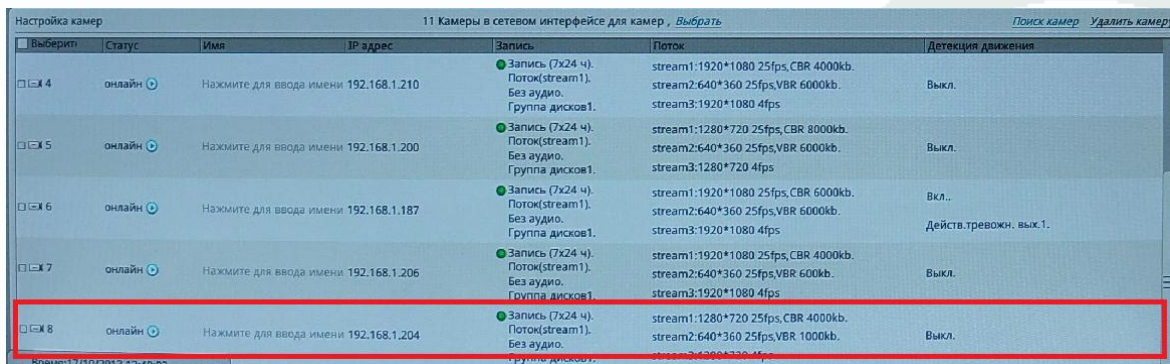 Настройка камер 11 Камеры в сетевом интерфейсе для камер , Выбрать Поиск камер Удалить камеру
Выберит Статус Имя IP адрес Запись Поток Детекция движения
4 онлайн Нажмите для ввода имени 192.168.1.210
Запись (7x24 ч).
Поток(stream1).
Без аудио.
Группа дисков1.
stream1:1920*1080 25fps,CBR 4000kb.
stream2:640*360 25fps,VBR 6000kb.
stream3:1920*1080 4fps
Выкл.
5 онлайн Нажмите для ввода имени 192.168.1.200
Запись (7x24 ч).
Поток(stream1).
Без аудио.
Группа дисков1.
stream1:1280*720 25fps,CBR 8000kb.
stream2:640*360 25fps,VBR 6000kb.
stream3:1280*720 4fps
Выкл.
6 онлайн Нажмите для ввода имени 192.168.1.187
Запись (7x24 ч).
Поток(stream1).
Без аудио.
Группа дисков1.
stream1:1920*1080 25fps,CBR 6000kb.
stream2:640*360 25fps,VBR 6000kb.
stream3:1920*1080 4fps
Вкл..
Действ.тревожн. вых.1.
7 онлайн Нажмите для ввода имени 192.168.1.206
Запись (7x24 ч).
Поток(stream1).
Без аудио.
Группа дисков1.
stream1:1920*1080 25fps,CBR 4000kb.
stream2:640*360 25fps,VBR 600kb.
stream3:1920*1080 4fps
Выкл.
8 онлайн Нажмите для ввода имени 192.168.1.204
Запись (7x24 ч).
Поток(stream1).
Без аудио.
Группа дисков1.
stream1:1280*720 25fps,CBR 4000kb.
stream2:640*360 25fps,VBR 1000kb.
stream3:1280*720 4fps
Выкл.